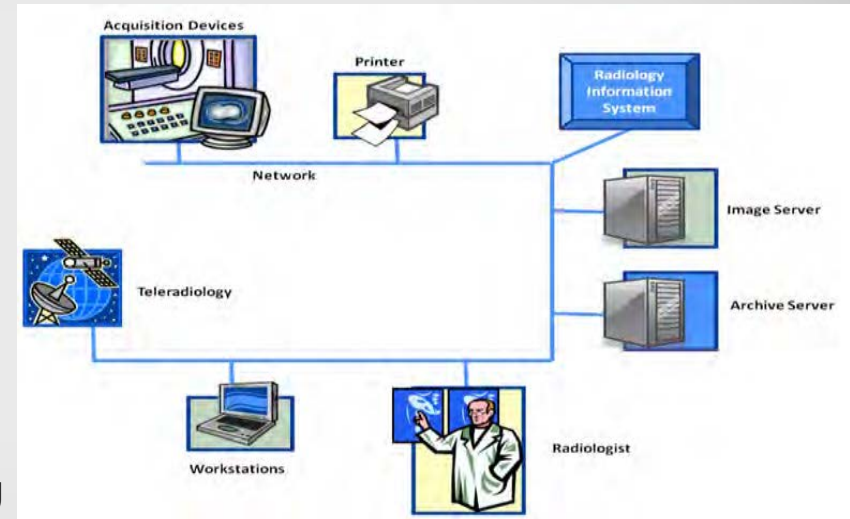 Acquisition Devices
Printer
Radiology
Information
System
Network
Image Server
Teleradiology
Archive Server
Radiologist
Workstations